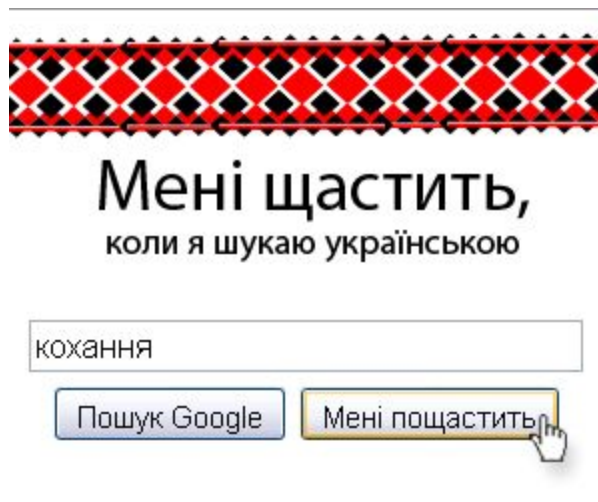 Мені щастить,
коли я шукаю українською
кохання
Пошук Google
Мені пощастить